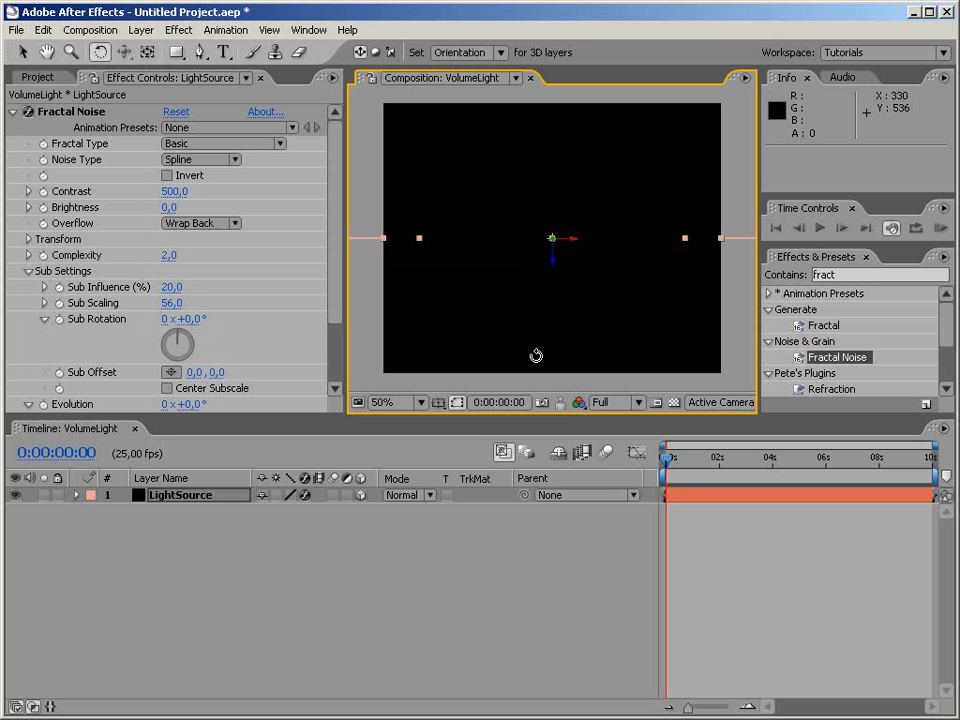 Adobe After Effects - Untitled Project.aep *
File Edit Composition Layer Effect Animation View Window Help
Set Orientation for 3D layers Workspace: Tutorials
Project Effect Controls: LightSource Composition: VolumeLight Info Audio
VolumeLight * LightSource
Fractal Noise Reset About...
Animation Presets: None
Fractal Type Basic
Noise Type Spline
Invert
Contrast 500,0
Brightness 0,0
Overflow Wrap Back
Transform
Complexity 2,0
Sub Settings
Sub Influence (%) 20,0
Sub Scaling 56,0
Sub Rotation 0 x +0,0°
Sub Offset 0,0 , 0,0
Center Subscale
Evolution 0 x +0,0°
50% 0:00:00:00 Full Active Camera
R :
G :
B :
A : 0
X : 330
Y : 536
Time Controls
Effects & Presets
Contains: fract
* Animation Presets
Generate
Fractal
Noise & Grain
Fractal Noise
Pete's Plugins
Refraction
Timeline: VolumeLight
0:00:00:00 (25,00 fps)
0s 02s 04s 06s 08s 10s
# Layer Name Mode T TrkMat Parent
1 LightSource Normal None